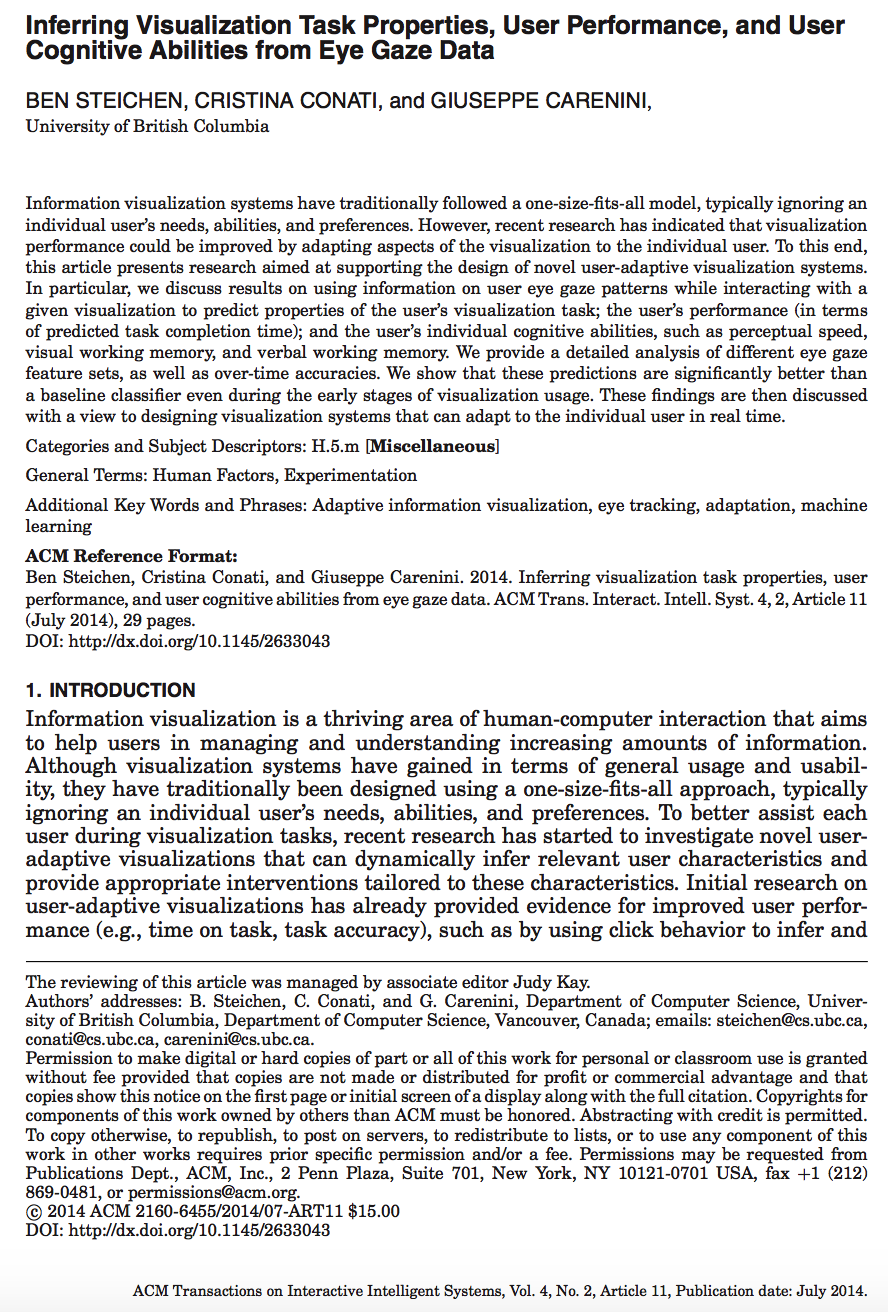 Inferring Visualization Task Properties, User Performance, and User
Cognitive Abilities from Eye Gaze Data
BEN STEICHEN, CRISTINA CONATI, and GIUSEPPE CARENINI,
University of British Columbia
Information visualization systems have traditionally followed a one-size-fits-all model, typically ignoring an
individual user's needs, abilities, and preferences. However, recent research has indicated that visualization
performance could be improved by adapting aspects of the visualization to the individual user. To this end,
this article presents research aimed at supporting the design of novel user-adaptive visualization systems.
In particular, we discuss results on using information on user eye gaze patterns while interacting with a
given visualization to predict properties of the user's visualization task; the user's performance (in terms
of predicted task completion time); and the user's individual cognitive abilities, such as perceptual speed,
visual working memory, and verbal working memory. We provide a detailed analysis of different eye gaze
feature sets, as well as over-time accuracies. We show that these predictions are significantly better than
a baseline classifier even during the early stages of visualization usage. These findings are then discussed
with a view to designing visualization systems that can adapt to the individual user in real time.
Categories and Subject Descriptors: H.5.m [Miscellaneous]
General Terms: Human Factors, Experimentation
Additional Key Words and Phrases: Adaptive information visualization, eye tracking, adaptation, machine
learning
ACM Reference Format:
Ben Steichen, Cristina Conati, and Giuseppe Carenini. 2014. Inferring visualization task properties, user
performance, and user cognitive abilities from eye gaze data. ACM Trans. Interact. Intell. Syst. 4, 2, Article 11
(July 2014), 29 pages.
DOI: http://dx.doi.org/10.1145/2633043
1. INTRODUCTION
Information visualization is a thriving area of human-computer interaction that aims
to help users in managing and understanding increasing amounts of information.
Although visualization systems have gained in terms of general usage and usabil-
ity, they have traditionally been designed using a one-size-fits-all approach, typically
ignoring an individual user's needs, abilities, and preferences. To better assist each
user during visualization tasks, recent research has started to investigate novel user-
adaptive visualizations that can dynamically infer relevant user characteristics and
provide appropriate interventions tailored to these characteristics. Initial research on
user-adaptive visualizations has already provided evidence for improved user perfor-
mance (e.g., time on task, task accuracy), such as by using click behavior to infer and
The reviewing of this article was managed by associate editor Judy Kay.
Authors' addresses: B. Steichen, C. Conati, and G. Carenini, Department of Computer Science, Univer-
sity of British Columbia, Department of Computer Science, Vancouver, Canada; emails: steichen@cs.ubc.ca,
conati@cs.ubc.ca, carenini@cs.ubc.ca.
Permission to make digital or hard copies of part or all of this work for personal or classroom use is granted
without fee provided that copies are not made or distributed for profit or commercial advantage and that
copies show this notice on the first page or initial screen of a display along with the full citation. Copyrights for
components of this work owned by others than ACM must be honored. Abstracting with credit is permitted.
To copy otherwise, to republish, to post on servers, to redistribute to lists, or to use any component of this
work in other works requires prior specific permission and/or a fee. Permissions may be requested from
Publications Dept., ACM, Inc., 2 Penn Plaza, Suite 701, New York, NY 10121-0701 USA, fax +1 (212)
869-0481, or permissions@acm.org.
© 2014 ACM 2160-6455/2014/07-ART11 $15.00
DOI: http://dx.doi.org/10.1145/2633043
ACM Transactions on Interactive Intelligent Systems, Vol. 4, No. 2, Article 11, Publication date: July 2014.